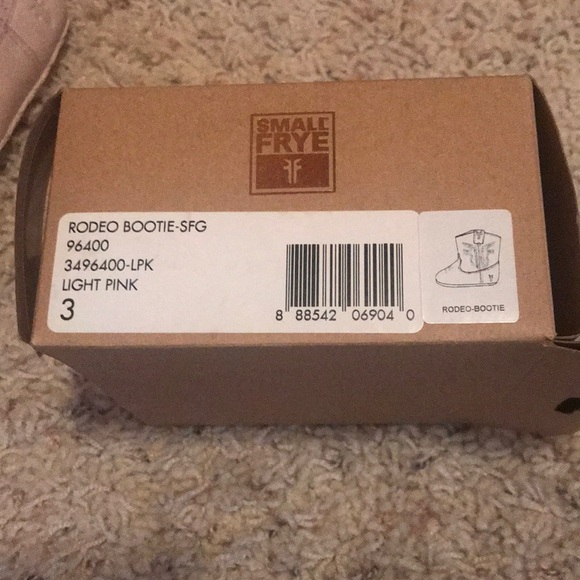 SMALL
FRYE
RODEO BOOTIE-SFG
96400
3496400-LPK
LIGHT PINK
3
8 88542 06904 0
RODEO-BOOTIE